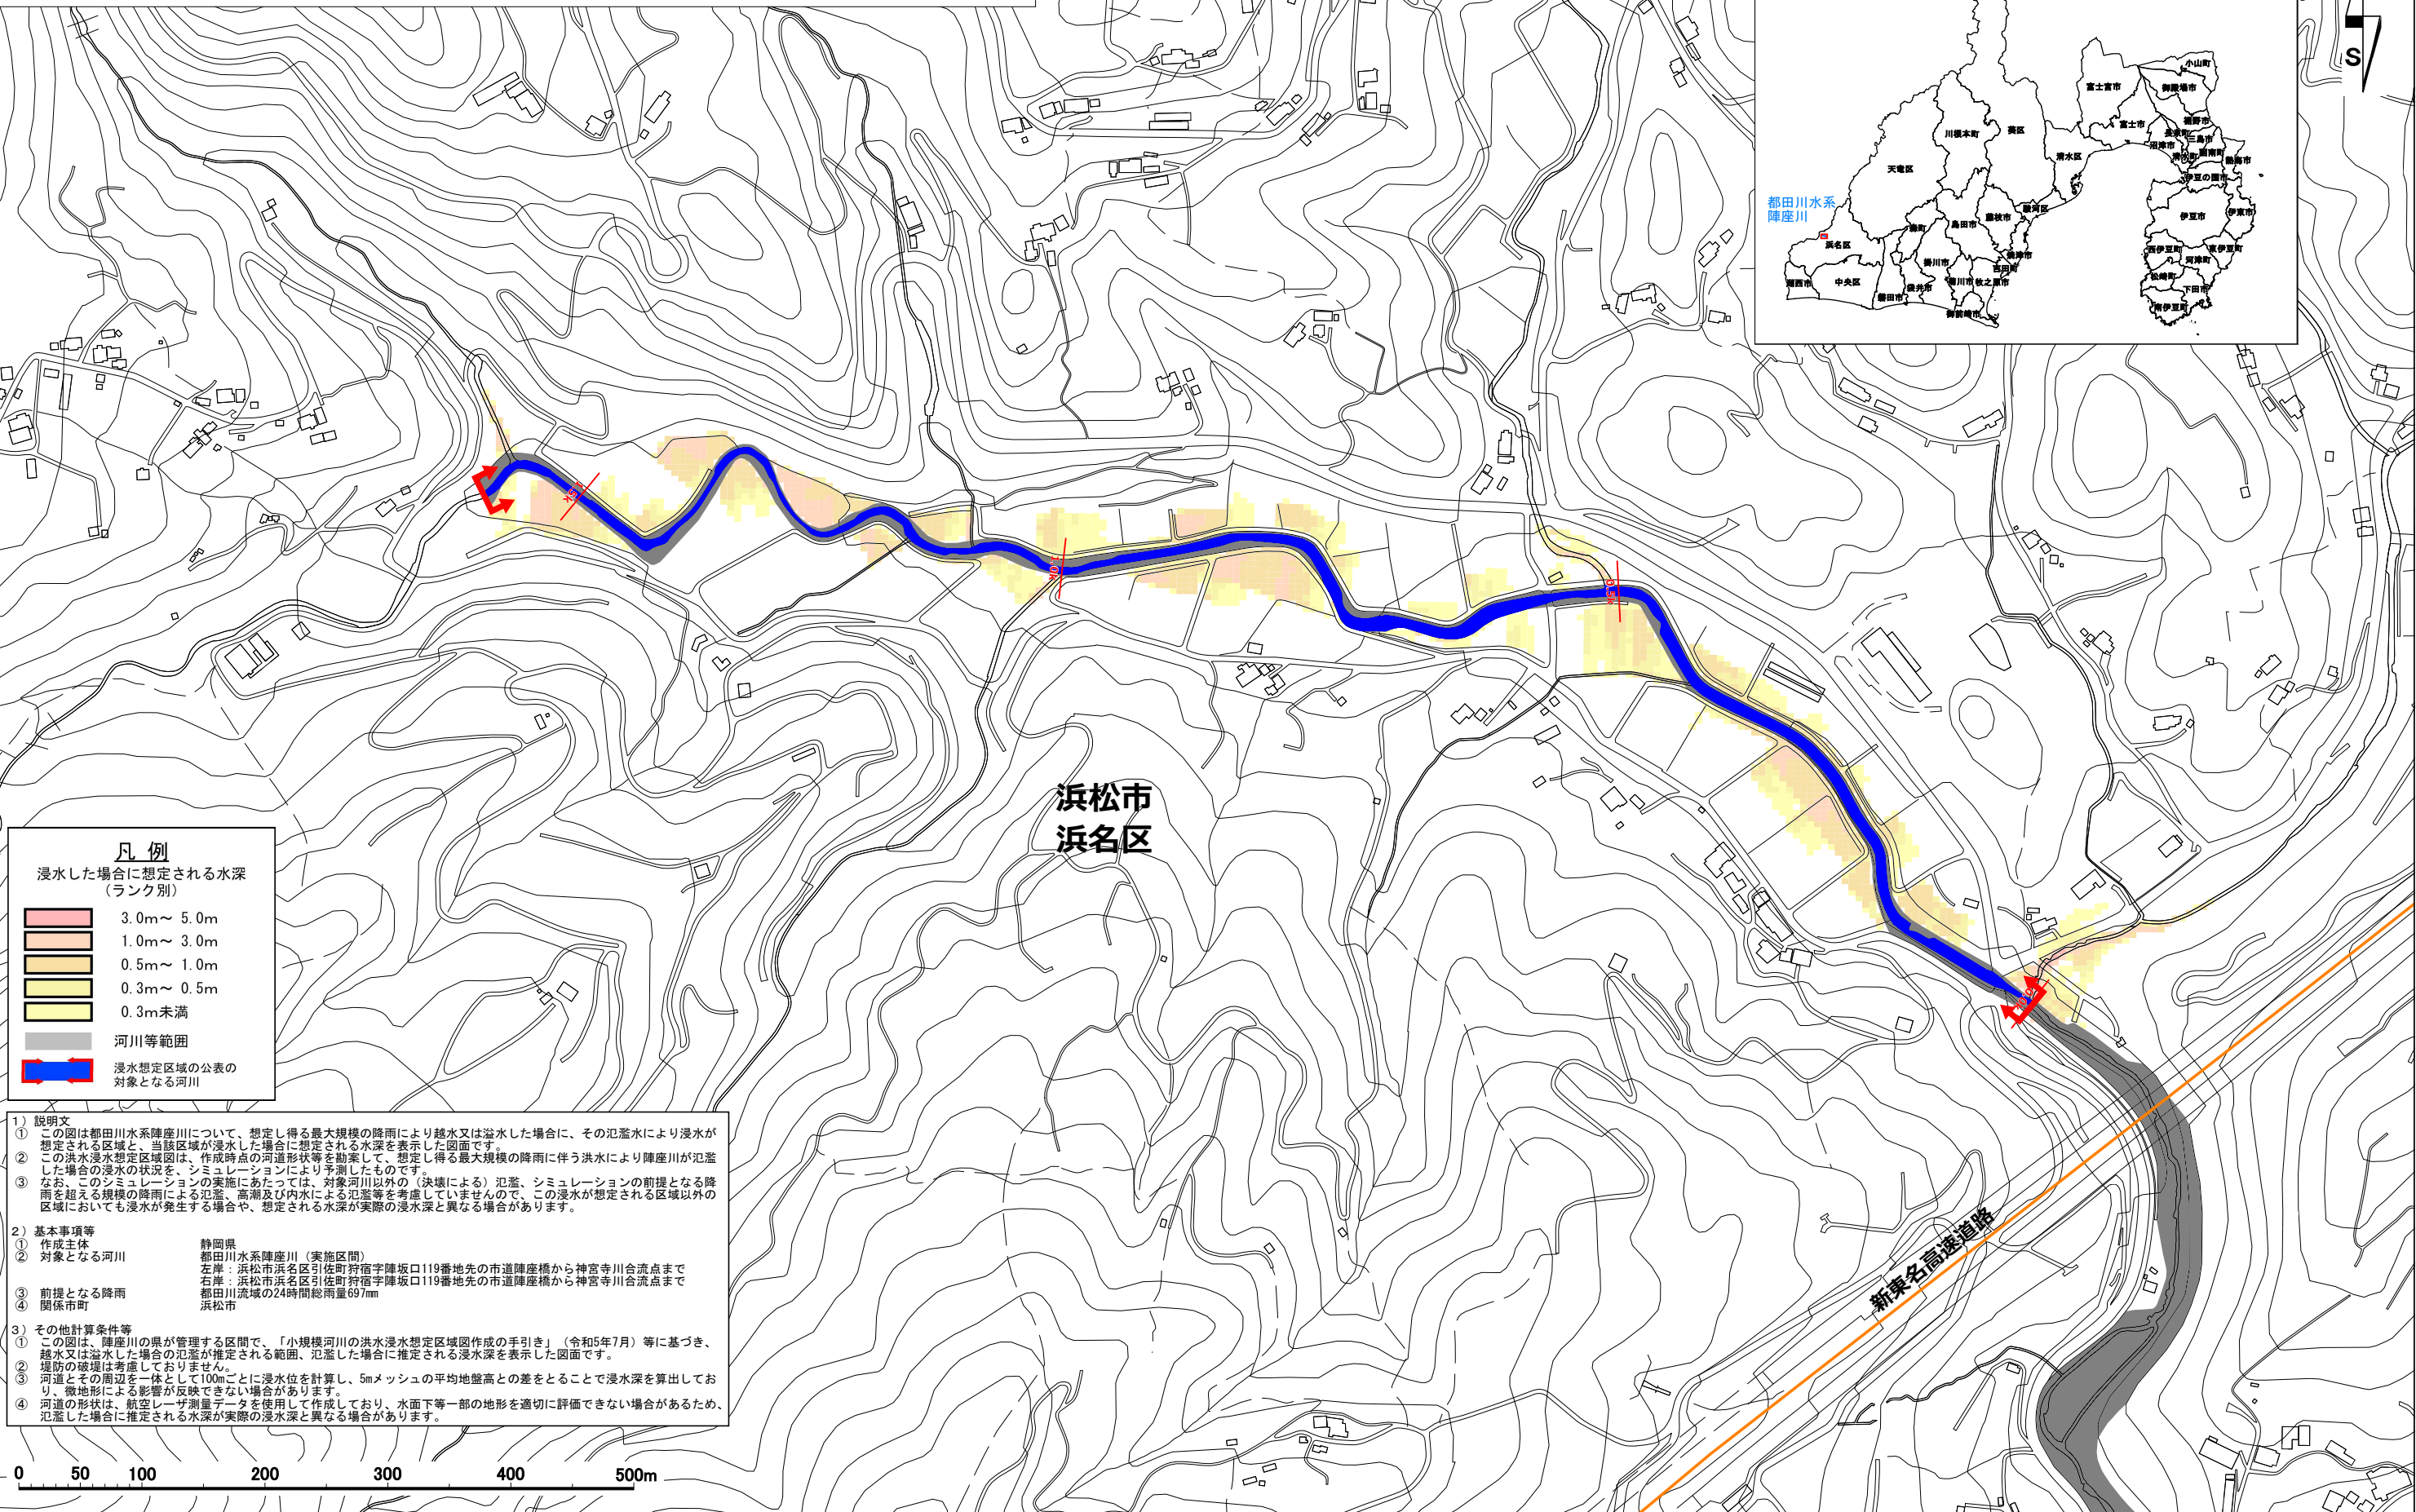 S
小山町
富士宮市
御殿場市
裾野市
富士市
長泉町
三島市
沼津市
清水町
函南町
熱海市
伊豆の国市
川根本町
葵区
清水区
天竜区
都田川水系
陣座川
浜名区
駿河区
藤枝市
島田市
森町
焼津市
掛川市
吉田町
湖西市
中央区
磐田市
袋井市
菊川市
牧之原市
御前崎市
伊豆市
伊東市
西伊豆町
東伊豆町
河津町
松崎町
下田市
南伊豆町
1.5K
1.0K
0.5K
0.0K
浜松市
浜名区
新東名高速道路
凡 例
浸水した場合に想定される水深
（ランク別）
3.0m～ 5.0m
1.0m～ 3.0m
0.5m～ 1.0m
0.3m～ 0.5m
0.3m未満
河川等範囲
浸水想定区域の公表の
対象となる河川
1）説明文
① この図は都田川水系陣座川について、想定し得る最大規模の降雨により越水又は溢水した場合に、その氾濫水により浸水が
想定される区域と、当該区域が浸水した場合に想定される水深を表示した図面です。
② この洪水浸水想定区域図は、作成時点の河道形状等を勘案して、想定し得る最大規模の降雨に伴う洪水により陣座川が氾濫
した場合の浸水の状況を、シミュレーションにより予測したものです。
③ なお、このシミュレーションの実施にあたっては、対象河川以外の（決壊による）氾濫、シミュレーションの前提となる降
雨を超える規模の降雨による氾濫、高潮及び内水による氾濫等を考慮していませんので、この浸水が想定される区域以外の
区域においても浸水が発生する場合や、想定される水深が実際の浸水深と異なる場合があります。
2）基本事項等
① 作成主体 静岡県
② 対象となる河川 都田川水系陣座川（実施区間）
左岸：浜松市浜名区引佐町狩宿字陣坂口119番地先の市道陣座橋から神宮寺川合流点まで
右岸：浜松市浜名区引佐町狩宿字陣坂口119番地先の市道陣座橋から神宮寺川合流点まで
③ 前提となる降雨 都田川流域の24時間総雨量697mm
④ 関係市町 浜松市
3）その他計算条件等
① この図は、陣座川の県が管理する区間で、「小規模河川の洪水浸水想定区域図作成の手引き」（令和5年7月）等に基づき、
越水又は溢水した場合の氾濫が推定される範囲、氾濫した場合に推定される浸水深を表示した図面です。
② 堤防の破堤は考慮しておりません。
③ 河道とその周辺を一体として100mごとに浸水位を計算し、5mメッシュの平均地盤高との差をとることで浸水深を算出してお
り、微地形による影響が反映できない場合があります。
④ 河道の形状は、航空レーザ測量データを使用して作成しており、水面下等一部の地形を適切に評価できない場合があるため、
氾濫した場合に推定される水深が実際の浸水深と異なる場合があります。
0 50 100 200 300 400 500m